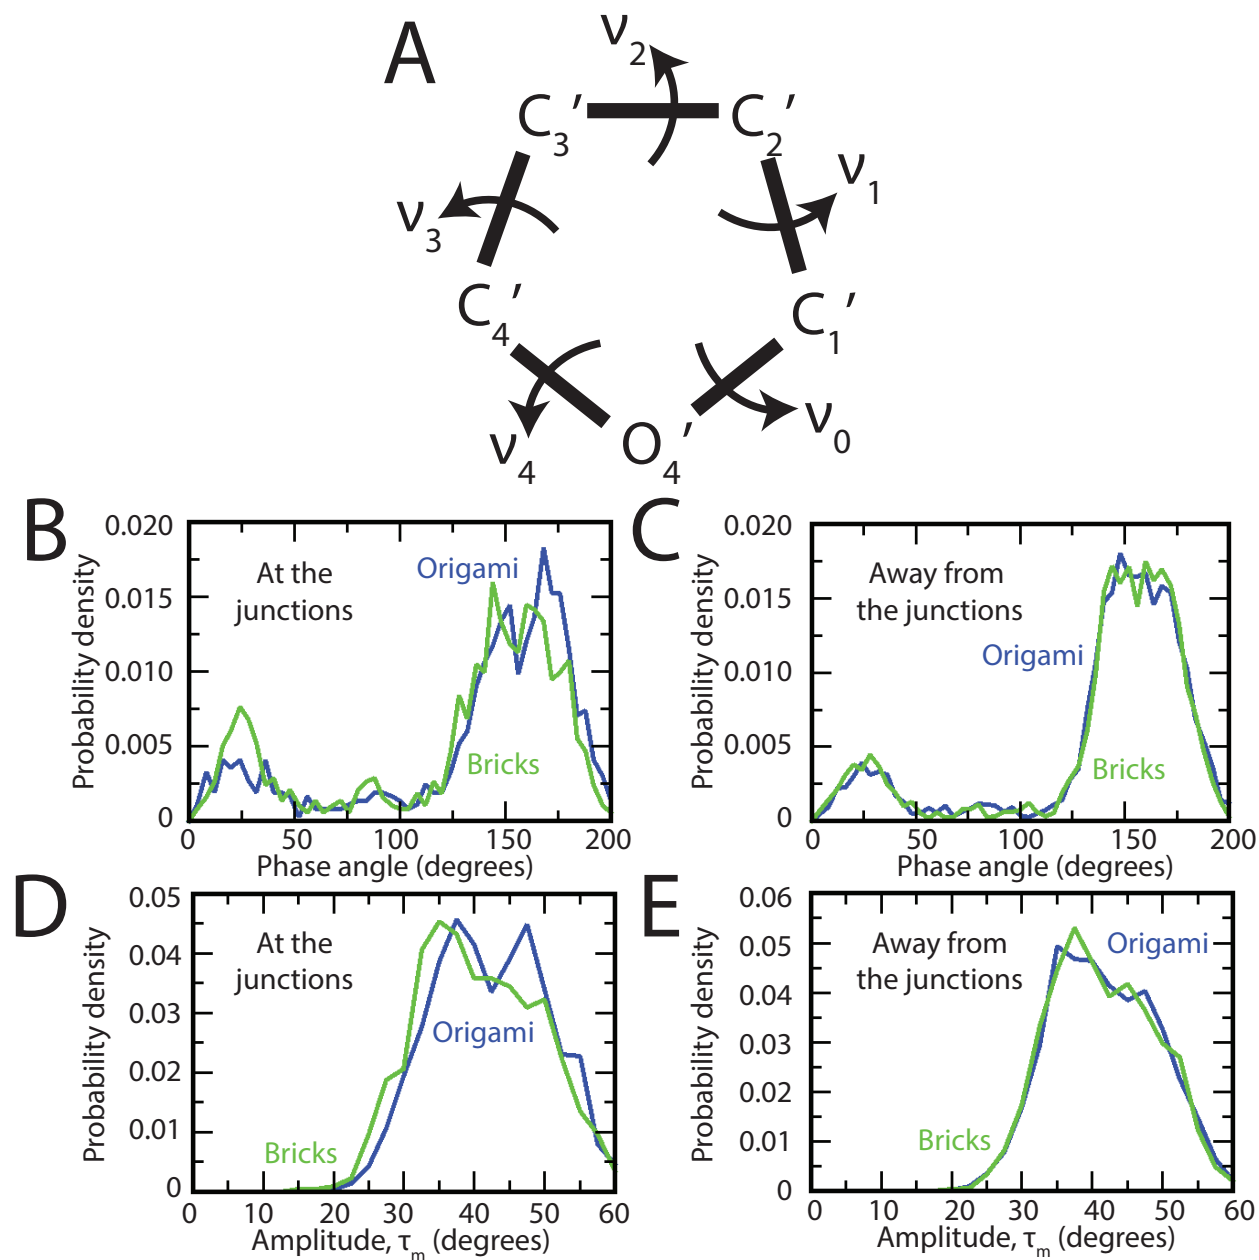 A
ν2
C3′
C2′
ν1
ν3
C4′
C1′
ν4
O4′
ν0
B
Probability density
0.020
0.015
0.010
0.005
0
At the
junctions
Origami
Bricks
0
50
100
150
200
Phase angle (degrees)
C
Probability density
0.020
0.015
0.010
0.005
0
Away from
the junctions
Origami
Bricks
0
50
100
150
200
Phase angle (degrees)
D
Probability density
0.05
0.04
0.03
0.02
0.01
0
At the
junctions
Origami
Bricks
0
10
20
30
40
50
60
Amplitude, τm (degrees)
E
Probability density
0.06
0.05
0.04
0.03
0.02
0.01
0
Away from
the junctions
Origami
Bricks
0
10
20
30
40
50
60
Amplitude, τm (degrees)